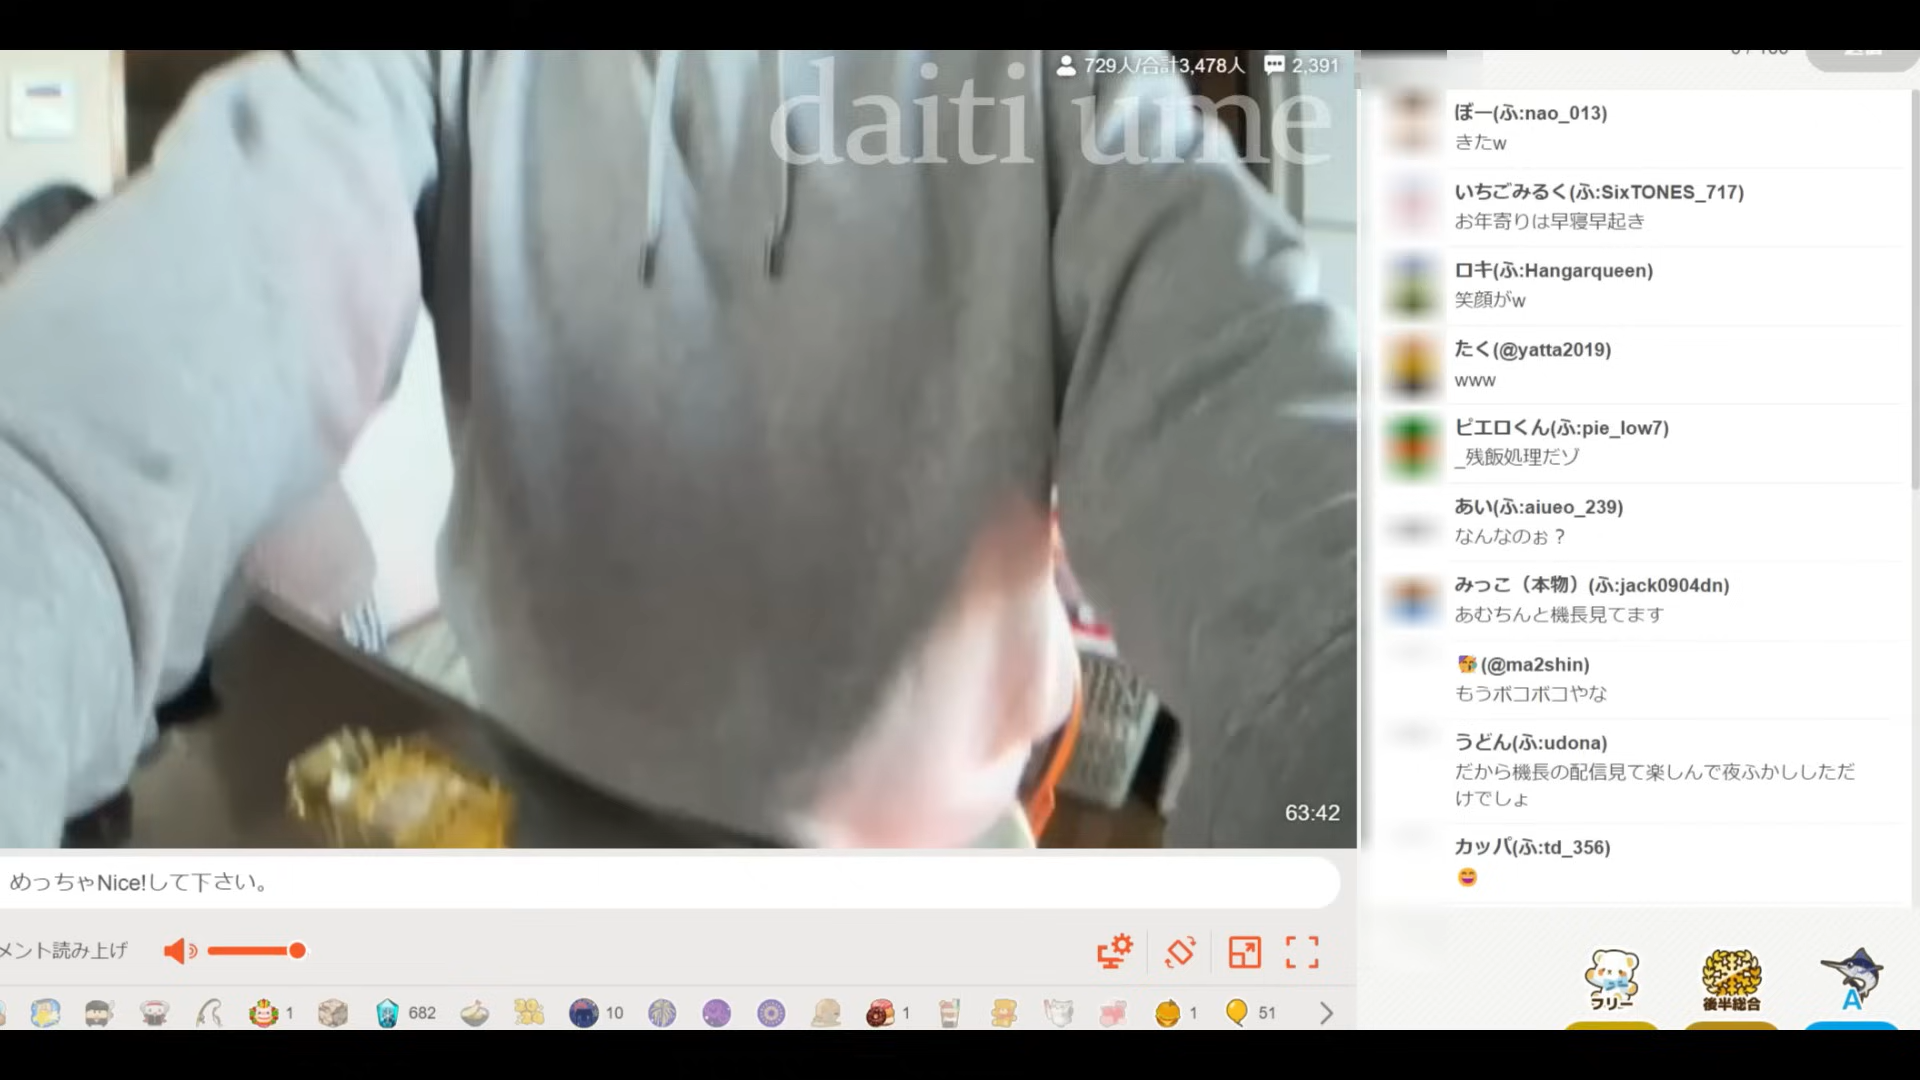 729人/合計3,478人 2,391
daiti ume
63:42
めっちゃNice!して下さい。
メント読み上げ
1
682
10
1
1
51
ぼー(ふ:nao_013)
きたw
いちごみるく(ふ:SixTONES_717)
お年寄りは早寝早起き
ロキ(ふ:Hangarqueen)
笑顔がw
たく(@yatta2019)
www
ピエロくん(ふ:pie_low7)
_残飯処理だゾ
あい(ふ:aiueo_239)
なんなのぉ？
みっこ（本物）(ふ:jack0904dn)
あむちんと機長見てます
(@ma2shin)
もうボコボコやな
うどん(ふ:udona)
だから機長の配信見て楽しんで夜ふかししただ
けでしょ
カッパ(ふ:td_356)
フリー
後半総合
A